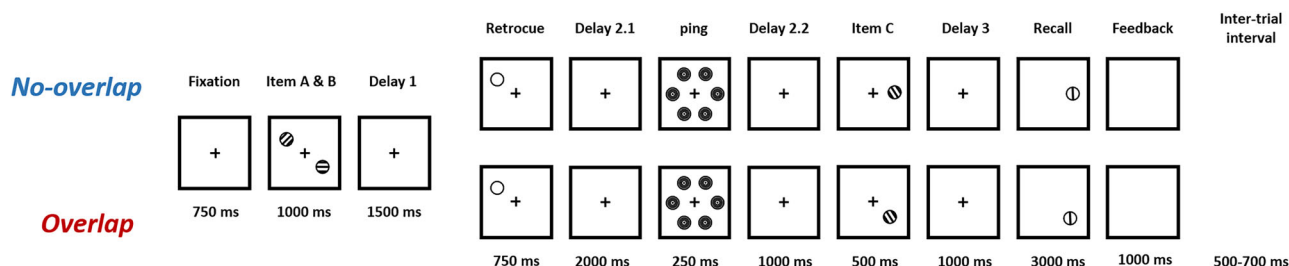 Retrocue Delay 2.1 ping Delay 2.2 Item C Delay 3 Recall Feedback Inter-trial
interval
No-overlap
Fixation Item A & B Delay 1
Overlap
750 ms 1000 ms 1500 ms
750 ms 2000 ms 250 ms 1000 ms 500 ms 1000 ms 3000 ms 1000 ms 500-700 ms